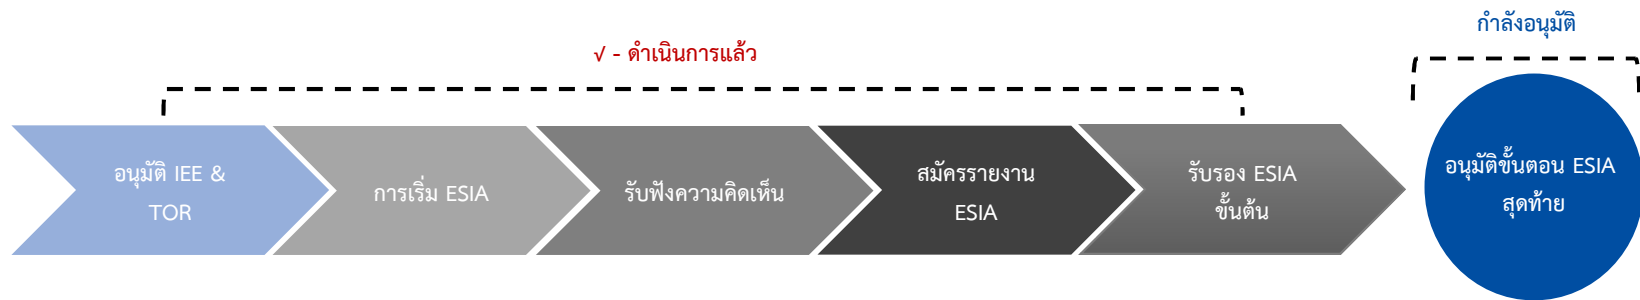 กำลังอนุมัติ
√ - ดำเนินการแล้ว
อนุมัติ IEE &
TOR
การเริ่ม ESIA
รับฟังความคิดเห็น
สมัครรายงาน
ESIA
รับรอง ESIA
ขั้นต้น
อนุมัติขั้นตอน ESIA
สุดท้าย